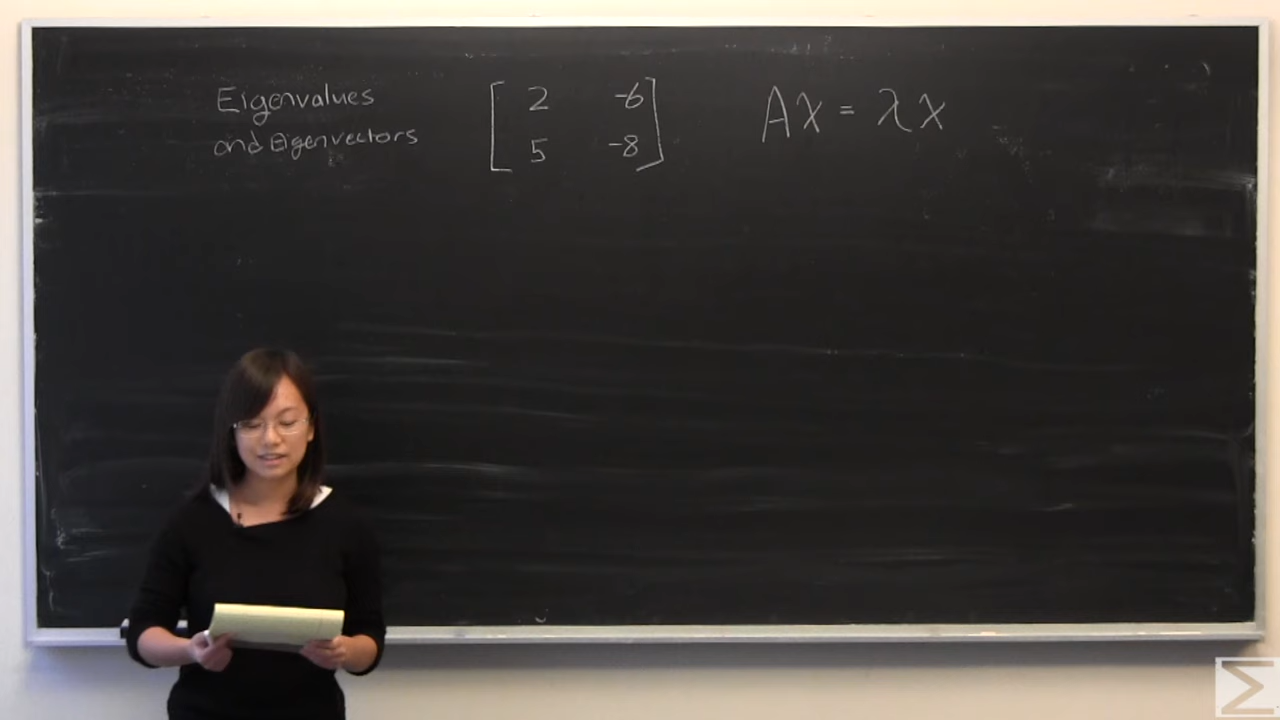 Eigenvalues
and Eigenvectors
2 -6
5 -8
AX = λX
Σ